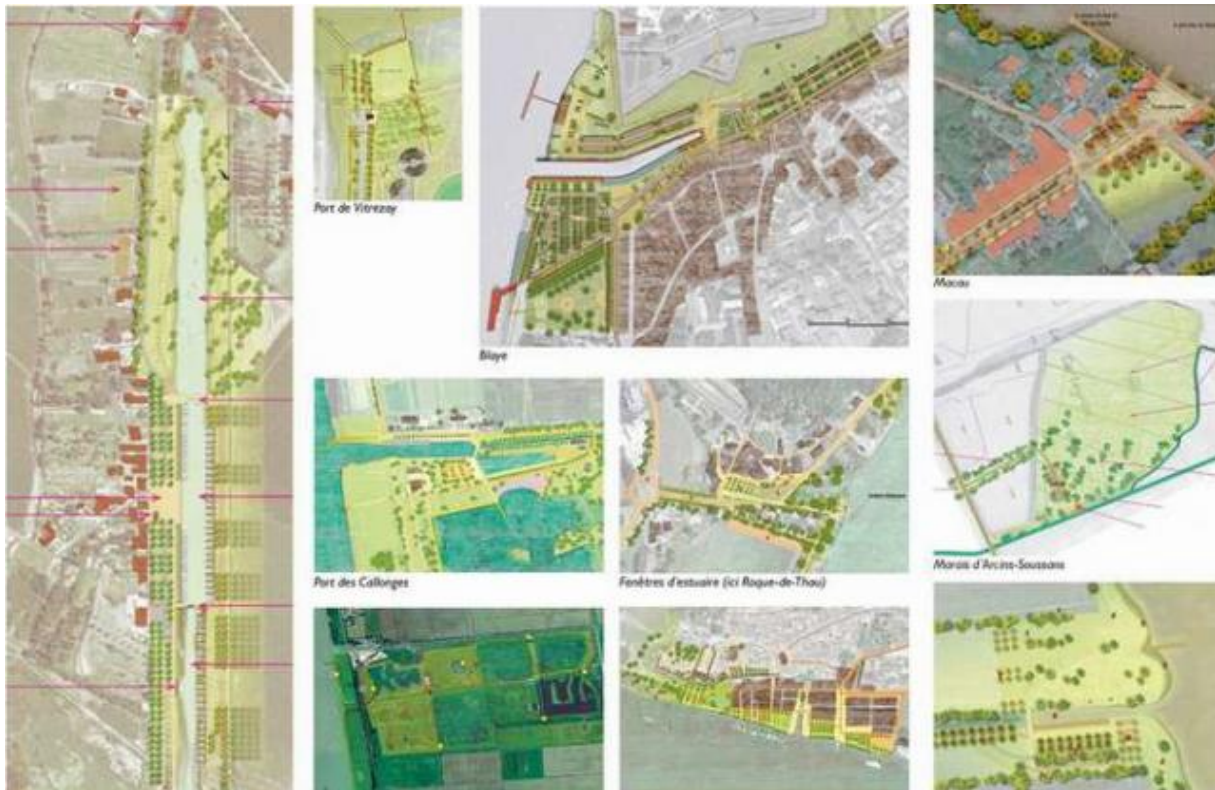 Port de Vitrezay
Blaye
Macau
Port des Callonges
Fenêtres d'estuaire (ici Roque-de-Thau)
Marais d'Arcins-Soussans